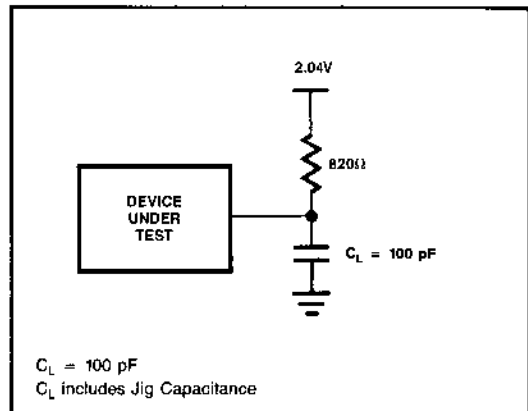 2.04V
820Ω
DEVICE
UNDER
TEST
C_L = 100 pF
C_L = 100 pF
C_L includes Jig Capacitance